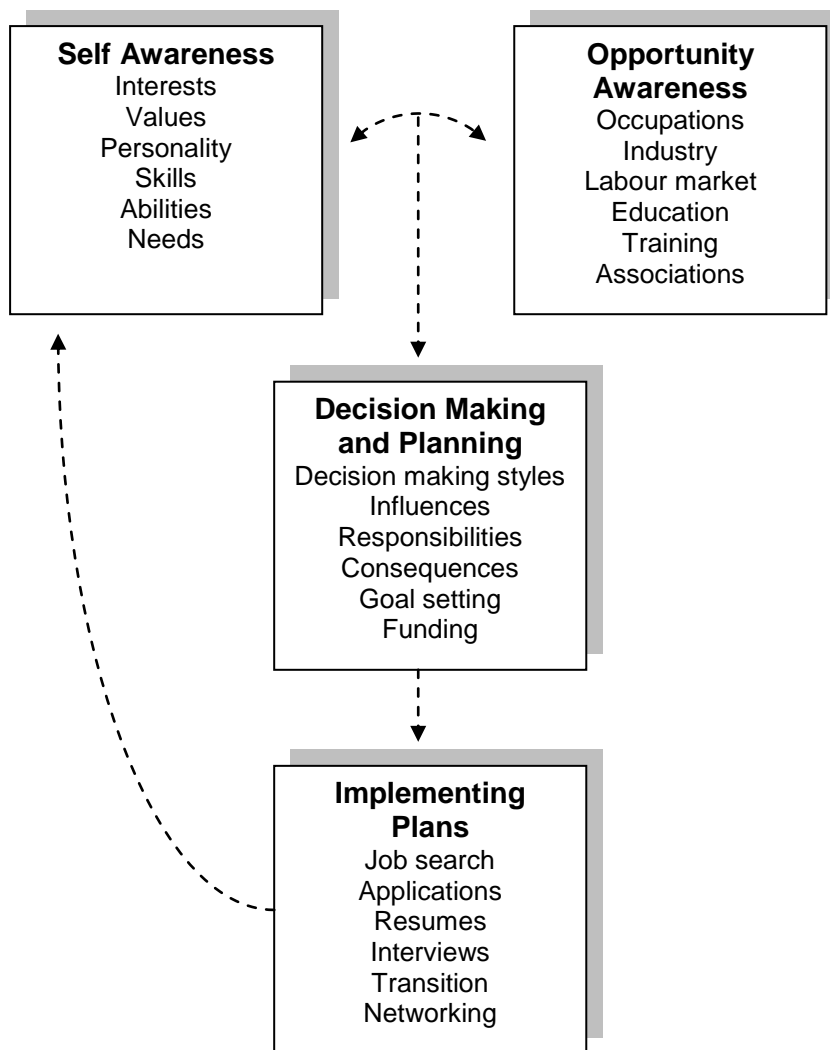 Self Awareness
Interests
Values
Personality
Skills
Abilities
Needs
Opportunity
Awareness
Occupations
Industry
Labour market
Education
Training
Associations
Decision Making
and Planning
Decision making styles
Influences
Responsibilities
Consequences
Goal setting
Funding
Implementing
Plans
Job search
Applications
Resumes
Interviews
Transition
Networking